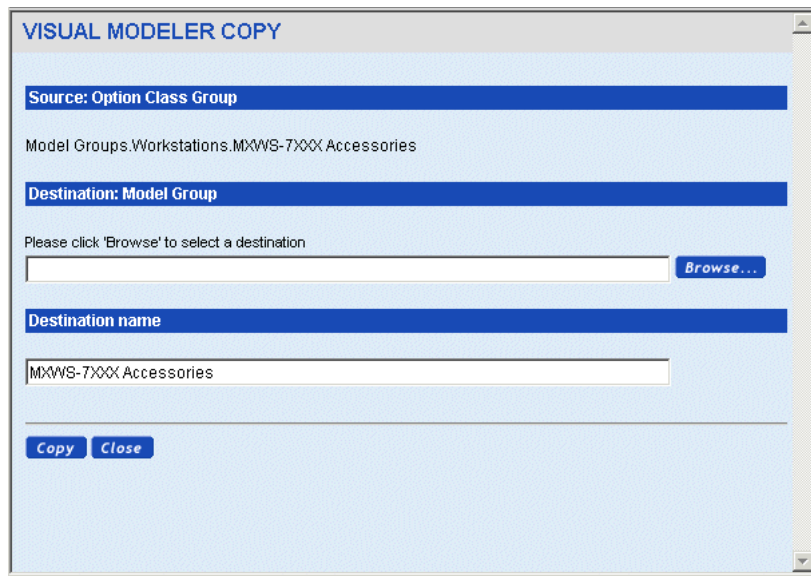 VISUAL MODELER COPY
Source: Option Class Group
Model Groups.Workstations.MXWS-7XXX Accessories
Destination: Model Group
Please click 'Browse' to select a destination
Browse...
Destination name
MXWS-7XXX Accessories
Copy Close